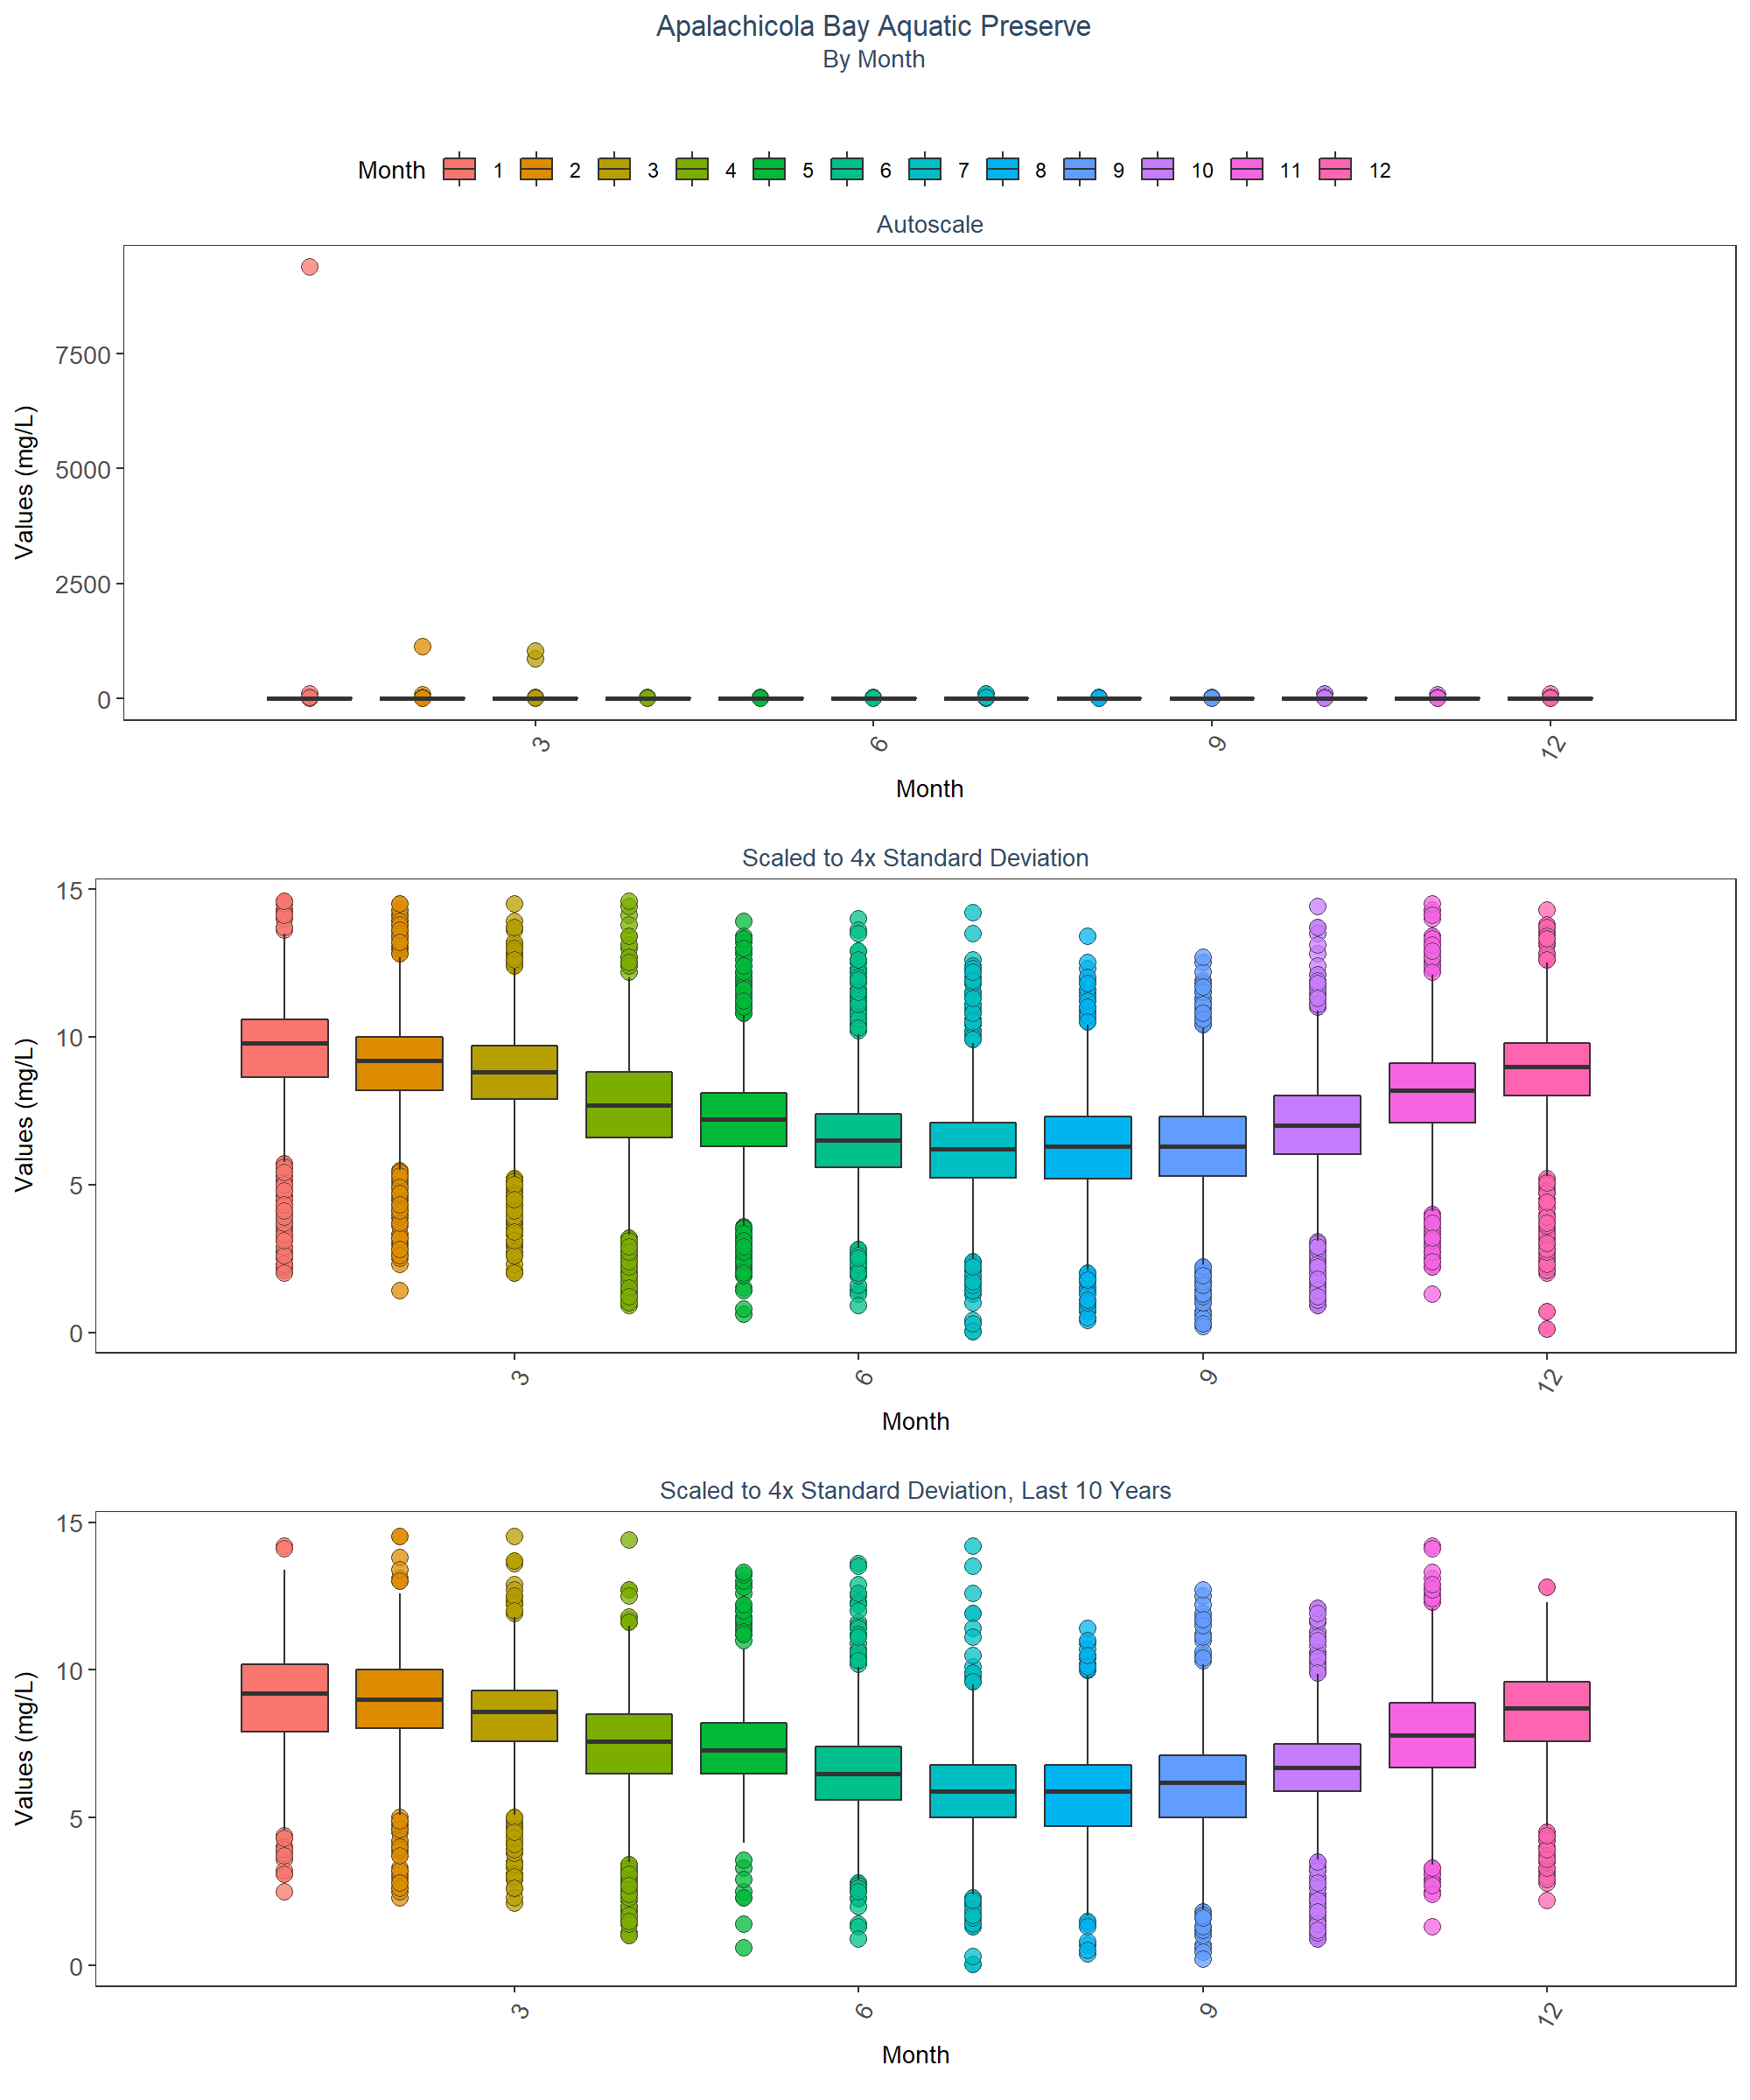 Apalachicola Bay Aquatic Preserve
By Month
Month 1 2 3 4 5 6 7 8 9 10 11 12
Autoscale
Values (mg/L)
7500
5000
2500
0
3 6 9 12
Month
Scaled to 4x Standard Deviation
Values (mg/L)
15
10
5
0
3 6 9 12
Month
Scaled to 4x Standard Deviation, Last 10 Years
Values (mg/L)
15
10
5
0
3 6 9 12
Month